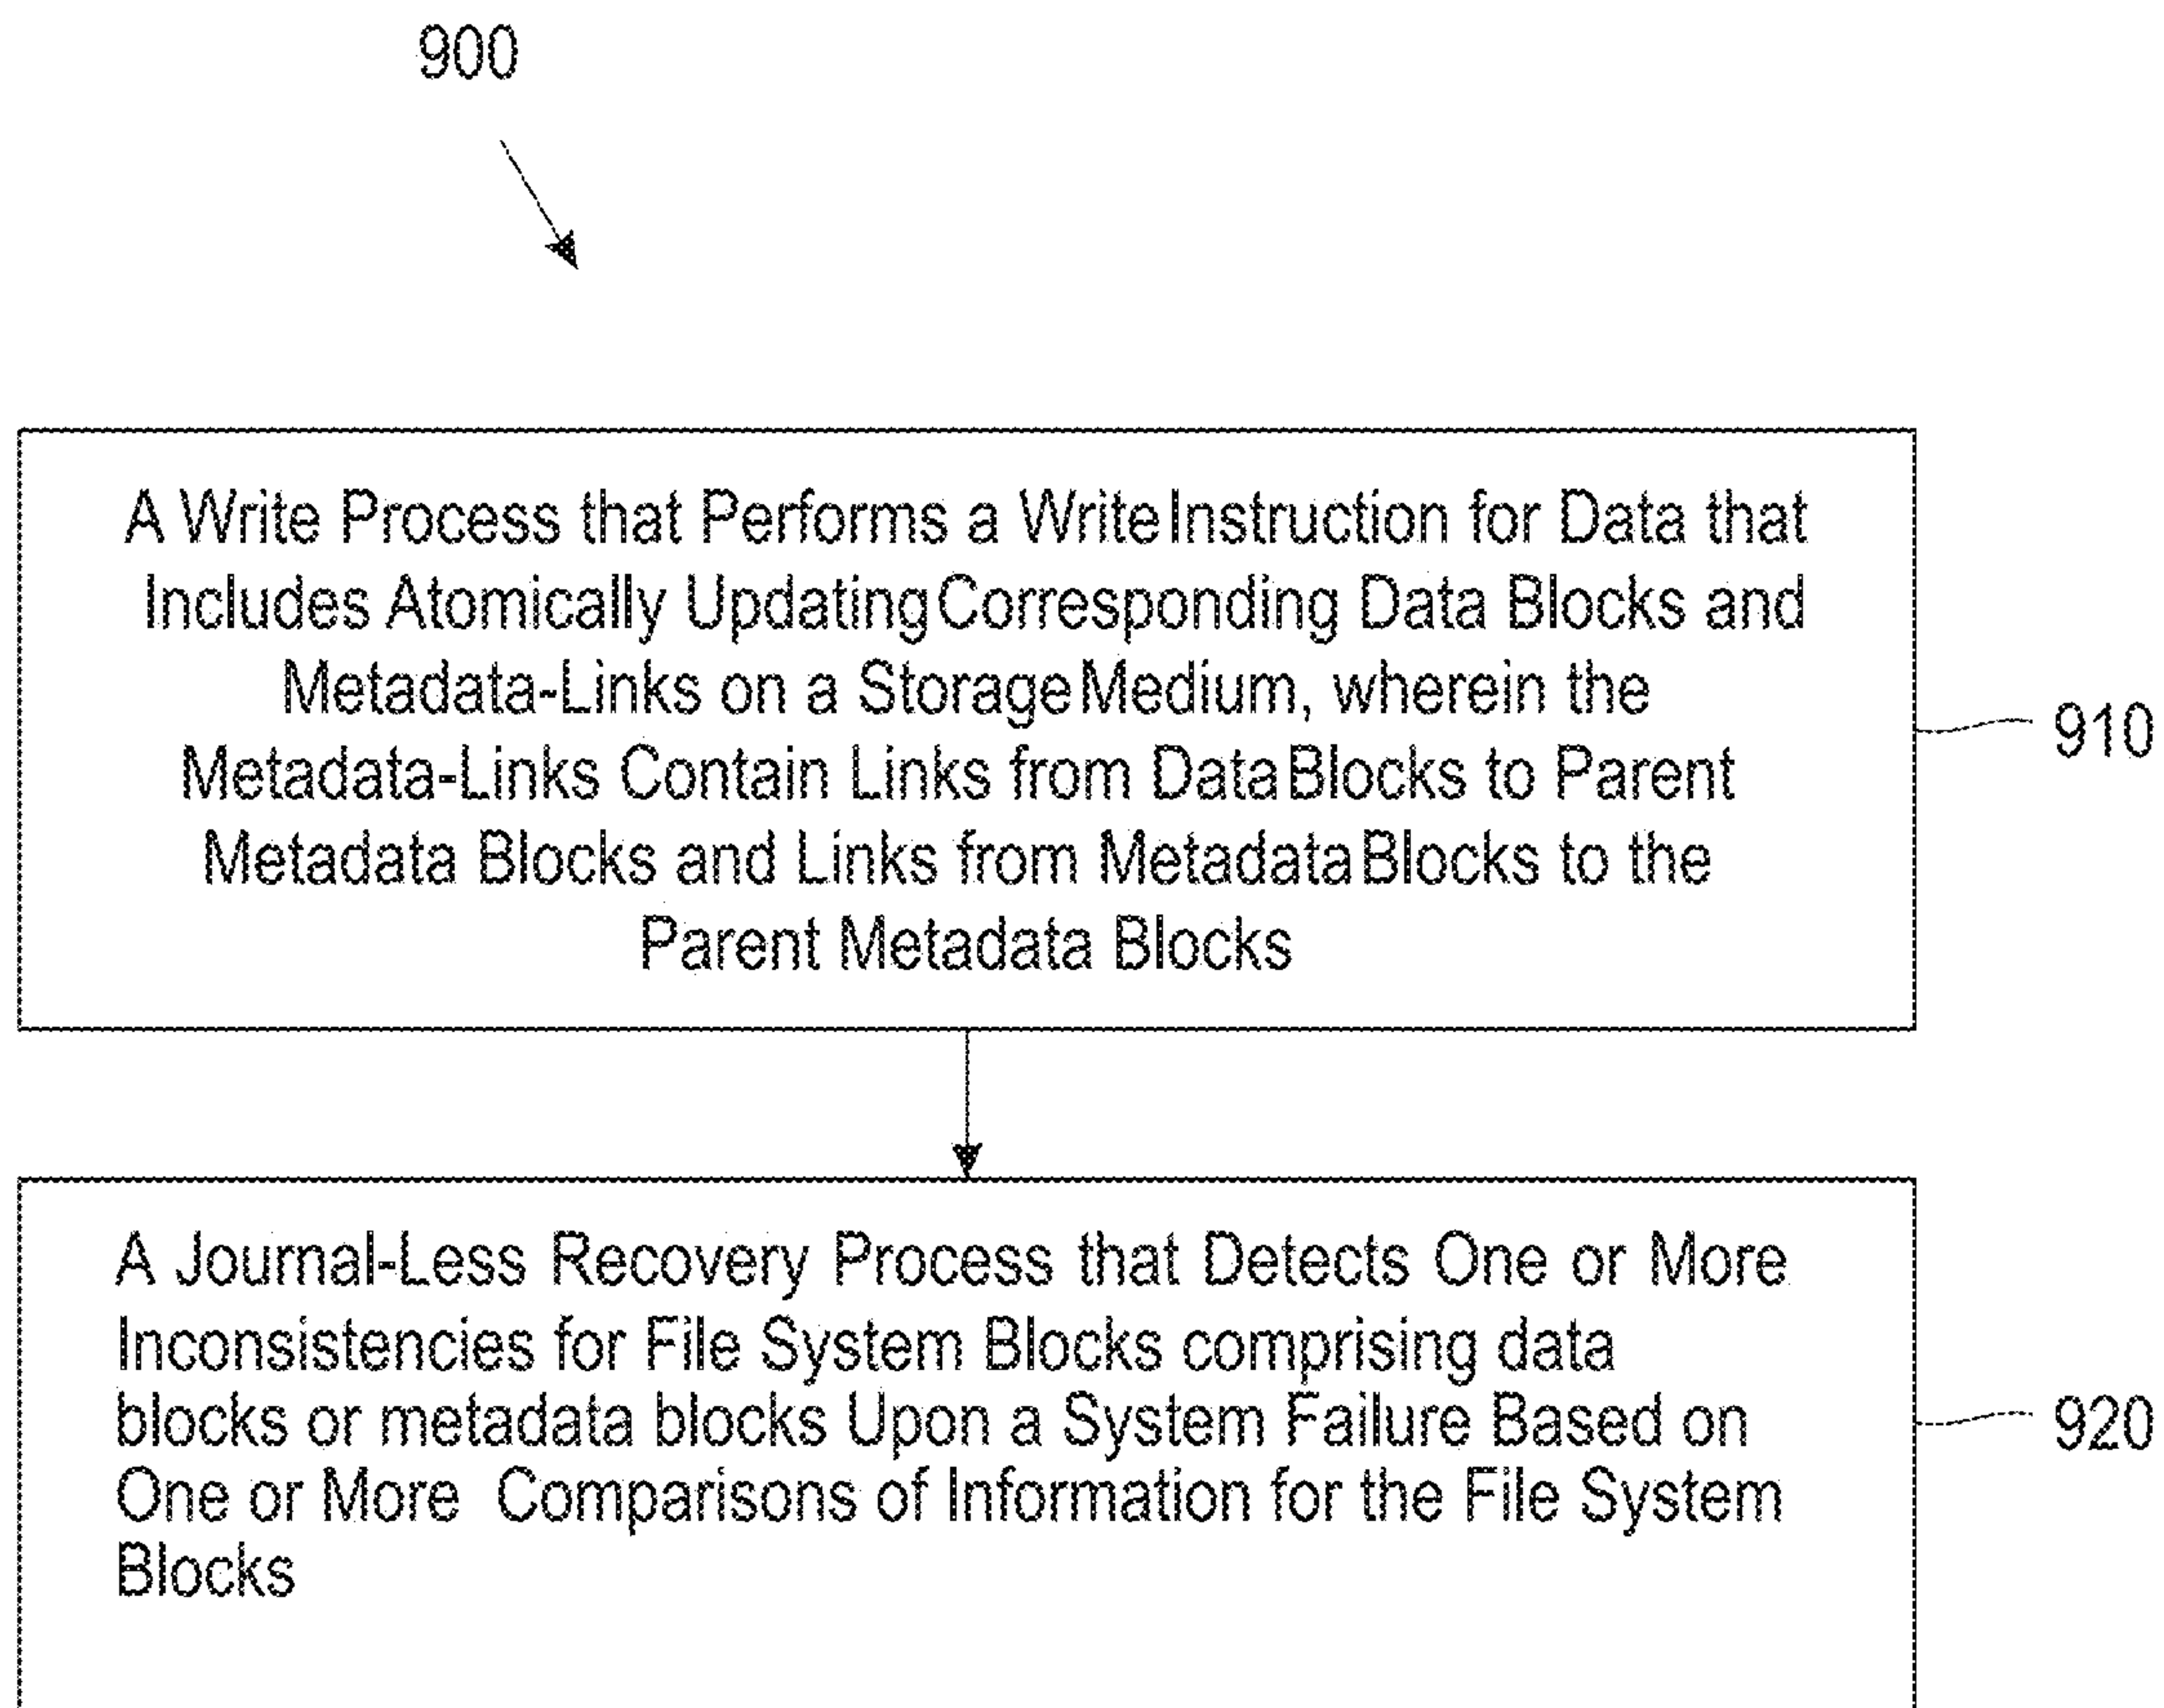 900
A Write Process that Performs a Write Instruction for Data that
Includes Atomically Updating Corresponding Data Blocks and
Metadata-Links on a Storage Medium, wherein the
Metadata-Links Contain Links from Data Blocks to Parent
Metadata Blocks and Links from Metadata Blocks to the
Parent Metadata Blocks
910
A Journal-Less Recovery Process that Detects One or More
Inconsistencies for File System Blocks comprising data
blocks or metadata blocks Upon a System Failure Based on
One or More Comparisons of Information for the File System
Blocks
920